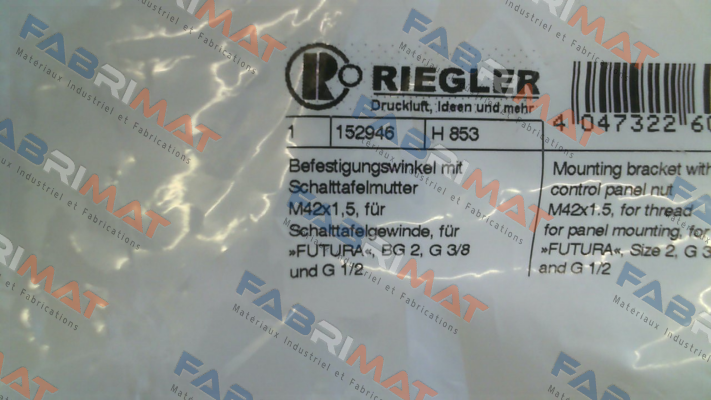 RIEGLER
Druckluft, Ideen und mehr
4 047322 60
1 152946 H 853
Befestigungswinkel mit
Schalttafelmutter
M42x1,5, für
Schalttafelgewinde, für
»FUTURA«, BG 2, G 3/8
und G 1/2
Mounting bracket with
control panel nut
M42x1.5, for thread
for panel mounting, for
»FUTURA«, Size 2, G 3
and G 1/2
FABRIMAT
Materiaux Industriel et Fabrications